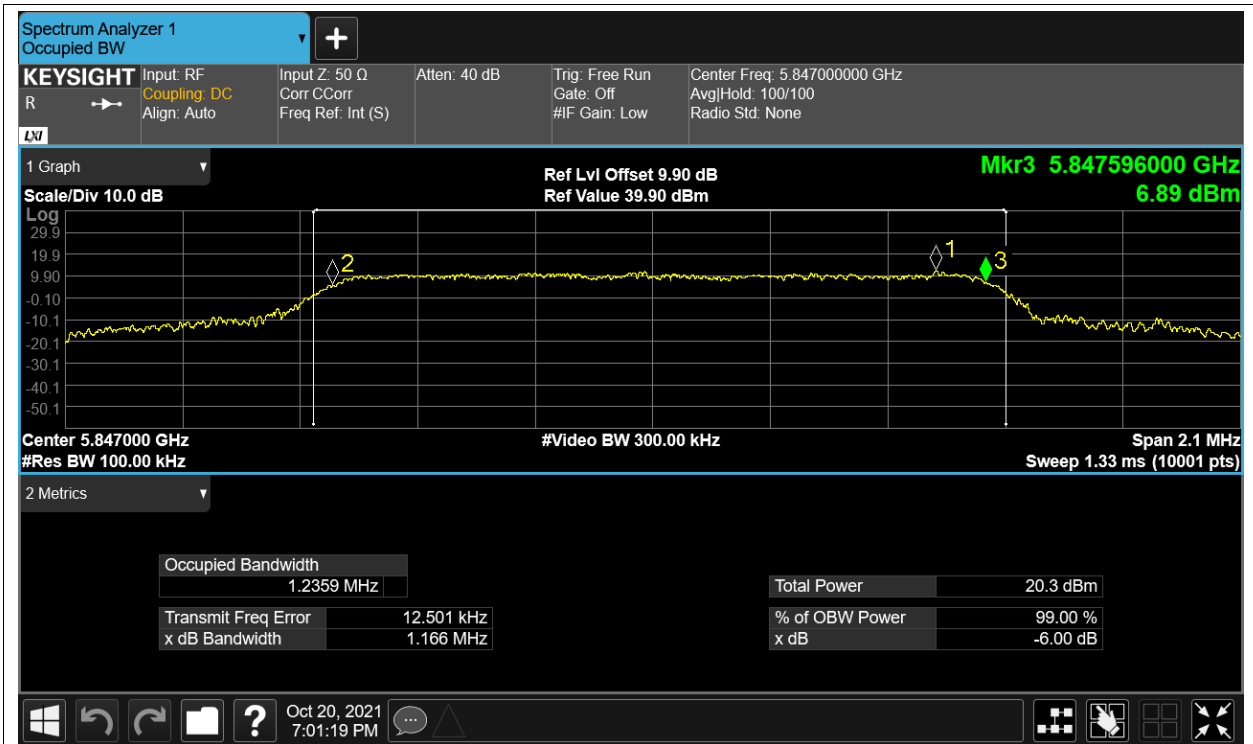 Spectrum Analyzer 1
Occupied BW
KEYSIGHT
R
LXI
Input: RF
Coupling: DC
Align: Auto
Input Z: 50 Ω
Corr CCorr
Freq Ref: Int (S)
Atten: 40 dB
Trig: Free Run
Gate: Off
#IF Gain: Low
Center Freq: 5.847000000 GHz
Avg|Hold: 100/100
Radio Std: None
1 Graph
Scale/Div 10.0 dB
Ref Lvl Offset 9.90 dB
Ref Value 39.90 dBm
Mkr3 5.847596000 GHz
6.89 dBm
Log
29.9
19.9
9.90
-0.10
-10.1
-20.1
-30.1
-40.1
-50.1
2
1
3
Center 5.847000 GHz
#Video BW 300.00 kHz
Span 2.1 MHz
#Res BW 100.00 kHz
Sweep 1.33 ms (10001 pts)
2 Metrics
Occupied Bandwidth
1.2359 MHz
Total Power 20.3 dBm
Transmit Freq Error 12.501 kHz
% of OBW Power 99.00 %
x dB Bandwidth 1.166 MHz
x dB -6.00 dB
?
Oct 20, 2021
7:01:19 PM